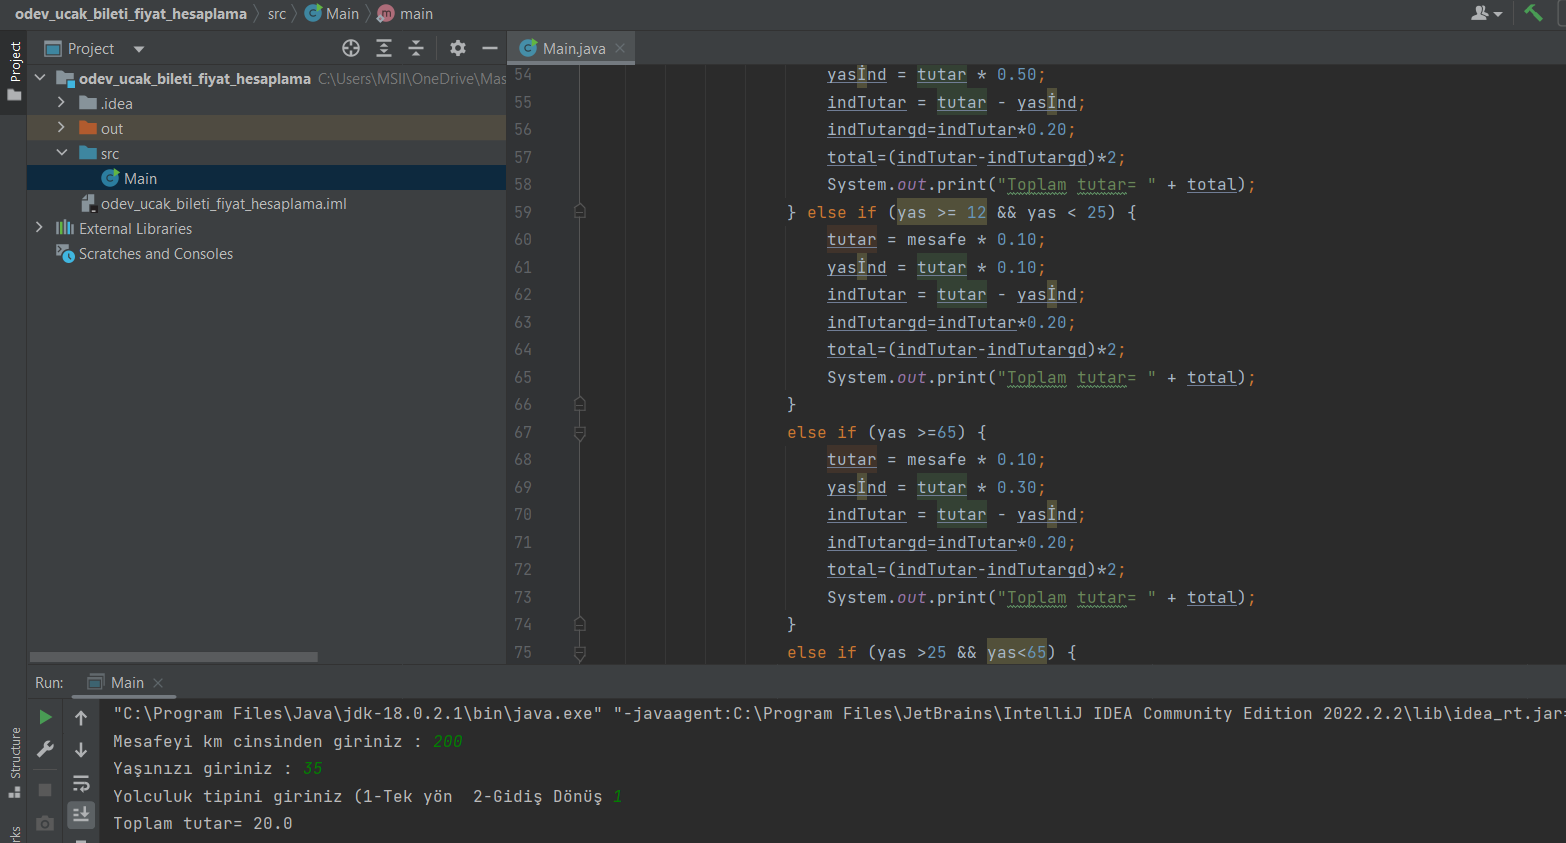 odev_ucak_bileti_fiyat_hesaplama src Main main
Project
Project
Main.java
odev_ucak_bileti_fiyat_hesaplama C:\Users\MSII\OneDrive\Mas
.idea
out
src
Main
odev_ucak_bileti_fiyat_hesaplama.iml
External Libraries
Scratches and Consoles
54 yasİnd = tutar * 0.50;
55 indTutar = tutar - yasİnd;
56 indTutargd=indTutar*0.20;
57 total=(indTutar-indTutargd)*2;
58 System.out.print("Toplam tutar= " + total);
59 } else if (yas >= 12 && yas < 25) {
60 tutar = mesafe * 0.10;
61 yasİnd = tutar * 0.10;
62 indTutar = tutar - yasİnd;
63 indTutargd=indTutar*0.20;
64 total=(indTutar-indTutargd)*2;
65 System.out.print("Toplam tutar= " + total);
66 }
67 else if (yas >=65) {
68 tutar = mesafe * 0.10;
69 yasİnd = tutar * 0.30;
70 indTutar = tutar - yasİnd;
71 indTutargd=indTutar*0.20;
72 total=(indTutar-indTutargd)*2;
73 System.out.print("Toplam tutar= " + total);
74 }
75 else if (yas >25 && yas<65) {
Run: Main
"C:\Program Files\Java\jdk-18.0.2.1\bin\java.exe" "-javaagent:C:\Program Files\JetBrains\IntelliJ IDEA Community Edition 2022.2.2\lib\idea_rt.jar=
Mesafeyi km cinsinden giriniz : 200
Yaşınızı giriniz : 35
Yolculuk tipini giriniz (1-Tek yön  2-Gidiş Dönüş 1
Toplam tutar= 20.0
Structure
rks